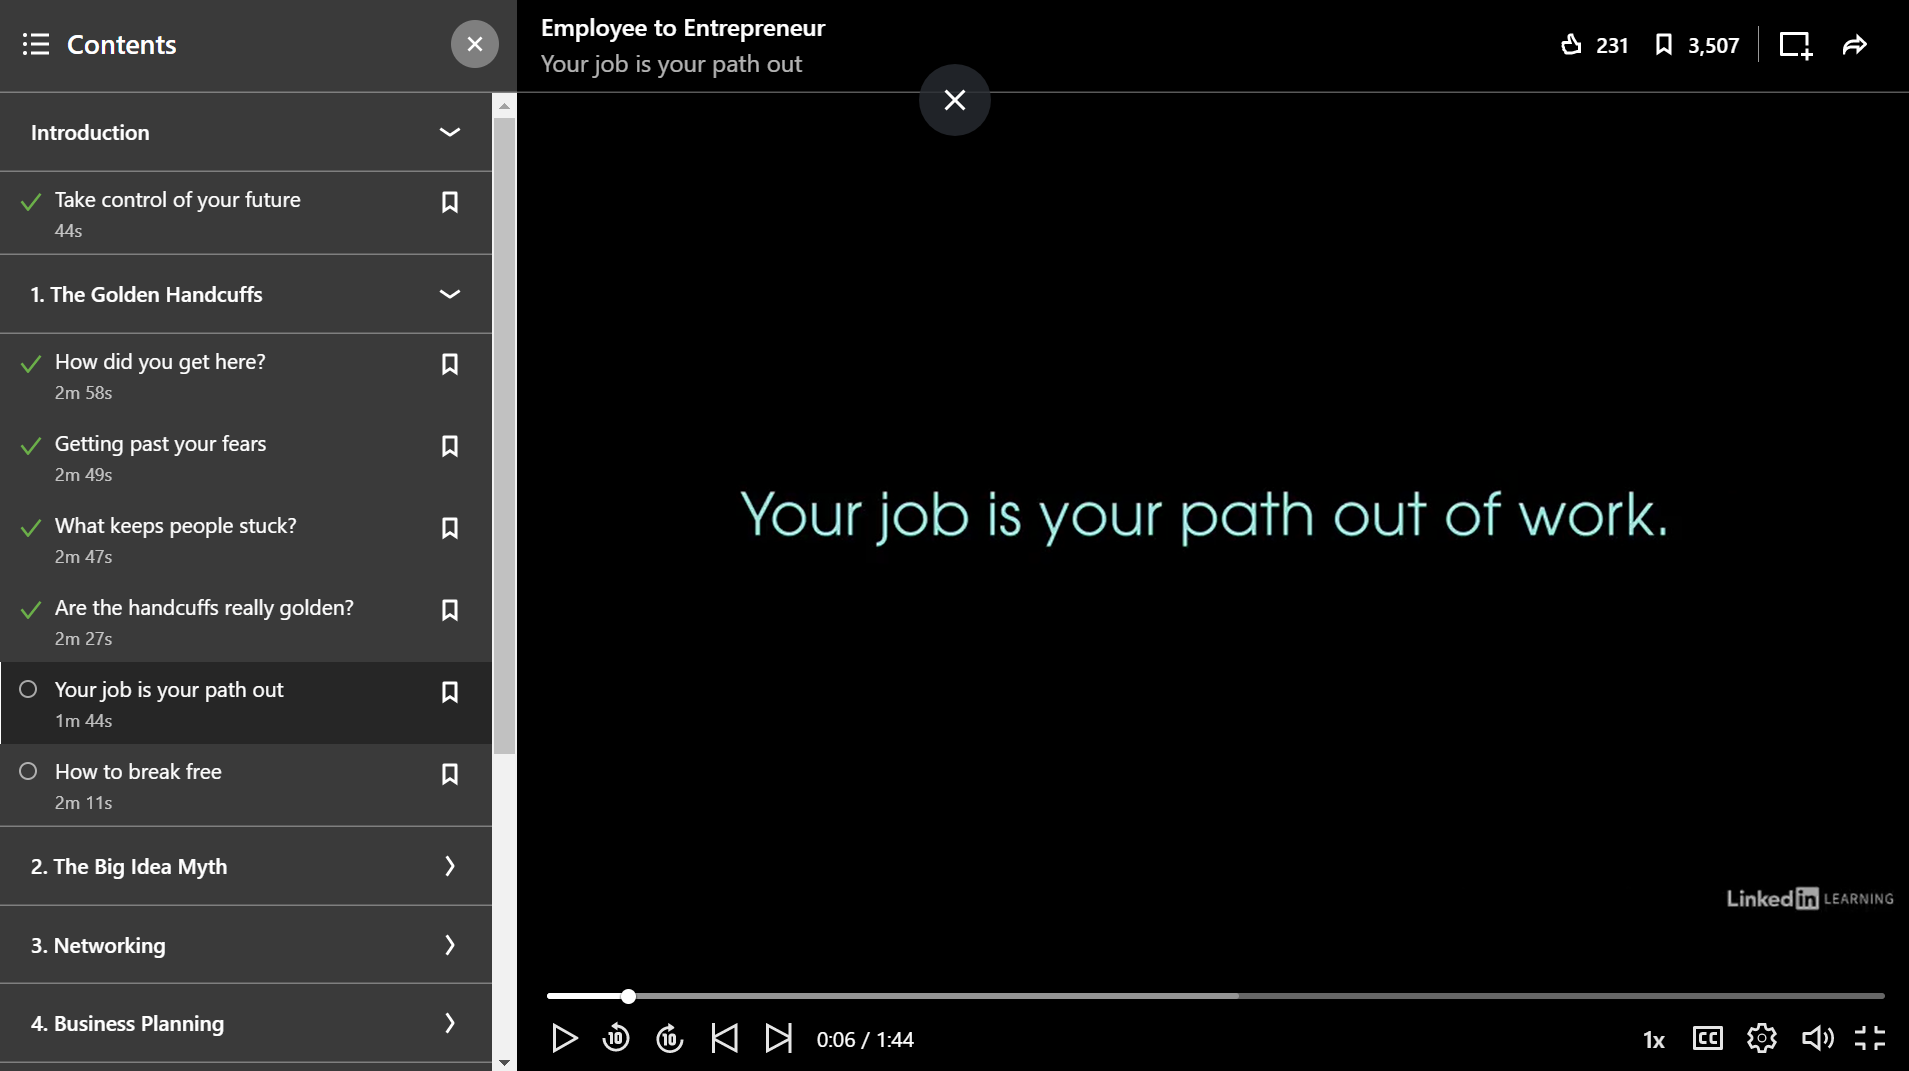 Contents
Employee to Entrepreneur
Your job is your path out
231
3,507
Introduction
Take control of your future
44s
1. The Golden Handcuffs
How did you get here?
2m 58s
Getting past your fears
2m 49s
What keeps people stuck?
2m 47s
Are the handcuffs really golden?
2m 27s
Your job is your path out
1m 44s
How to break free
2m 11s
2. The Big Idea Myth
3. Networking
4. Business Planning
Your job is your path out of work.
Linked in LEARNING
10
10
0:06 / 1:44
1x
CC